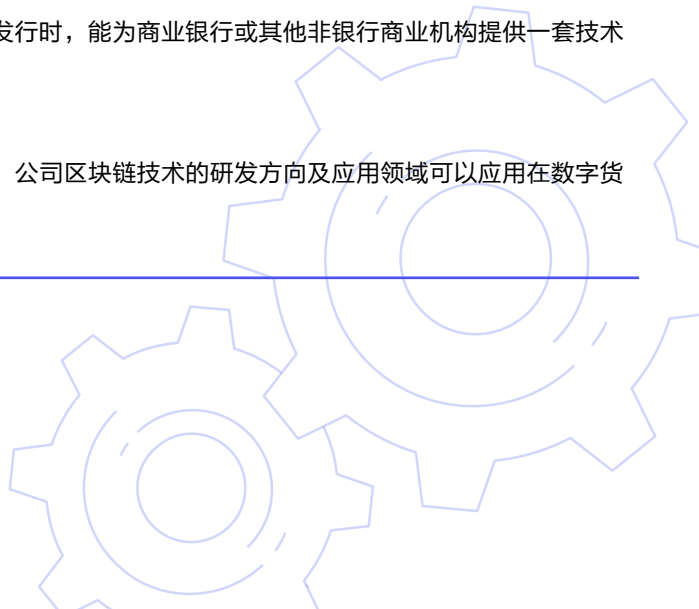 发行时，能为商业银行或其他非银行商业机构提供一套技术
公司区块链技术的研发方向及应用领域可以应用在数字货